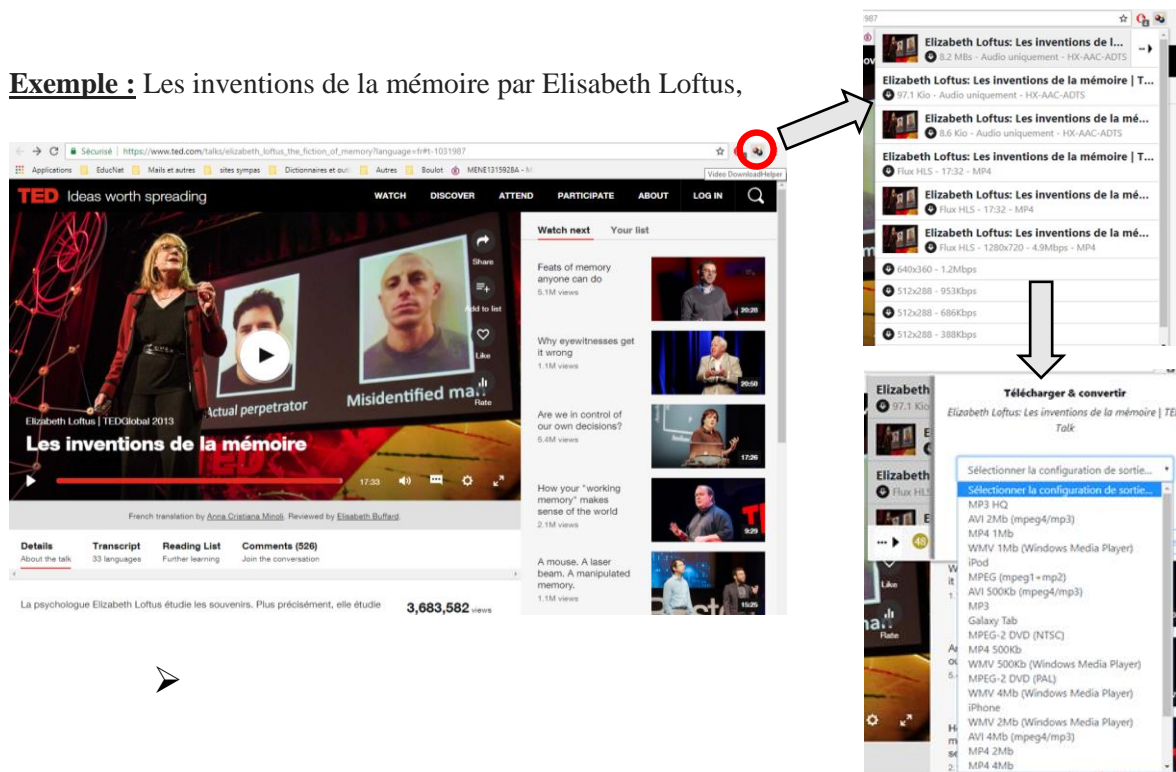 Exemple : Les inventions de la mémoire par Elisabeth Loftus,
Sécurisé | https://www.ted.com/talks/elizabeth_loftus_the_fiction_of_memory?language=fr#t-1031987
Applications EducNat Mails et autres sites sympas Dictionnaires et out Autres Boulot MENE1315928A -
Video DownloadHelper
TED Ideas worth spreading
WATCH DISCOVER ATTEND PARTICIPATE ABOUT LOG IN
Share
Add to list
Like
Rate
Actual perpetrator
Misidentified ma
Elizabeth Loftus | TEDGlobal 2013
Les inventions de la mémoire
17:33
French translation by Anna Cristiana Minoli. Reviewed by Elisabeth Buffard.
Details Transcript Reading List Comments (526)
About the talk 33 languages Further learning Join the conversation
La psychologue Elizabeth Loftus étudie les souvenirs. Plus précisément, elle étudie
3,683,582 views
Watch next Your list
Feats of memory
anyone can do
5.1M views
20:20
Why eyewitnesses get
it wrong
1.1M views
20:50
Are we in control of
our own decisions?
5.4M views
17:26
How your "working
memory" makes
sense of the world
2.1M views
9:29
A mouse. A laser
beam. A manipulated
memory.
1.1M views
15:25
987
Elizabeth Loftus: Les inventions de l...
8.2 MBs - Audio uniquement - HX-AAC-ADTS
Elizabeth Loftus: Les inventions de la mémoire | T...
97.1 Kio - Audio uniquement - HX-AAC-ADTS
Elizabeth Loftus: Les inventions de la mé...
8.6 Kio - Audio uniquement - HX-AAC-ADTS
Elizabeth Loftus: Les inventions de la mémoire | T...
Flux HLS - 17:32 - MP4
Elizabeth Loftus: Les inventions de la mé...
Flux HLS - 17:32 - MP4
Elizabeth Loftus: Les inventions de la mé...
Flux HLS - 1280x720 - 4.9Mbps - MP4
640x360 - 1.2Mbps
512x288 - 953Kbps
512x288 - 686Kbps
512x288 - 388Kbps
Elizabeth
97.1 Kio
Elizabeth
Flux HLS
48
Like
Rate
Télécharger & convertir
Elizabeth Loftus: Les inventions de la mémoire | TE
Talk
Sélectionner la configuration de sortie...
Sélectionner la configuration de sortie...
MP3 HQ
AVI 2Mb (mpeg4/mp3)
MP4 1Mb
WMV 1Mb (Windows Media Player)
iPod
MPEG (mpeg1+mp2)
AVI 500Kb (mpeg4/mp3)
MP3
Galaxy Tab
MPEG-2 DVD (NTSC)
MP4 500Kb
WMV 500Kb (Windows Media Player)
MPEG-2 DVD (PAL)
WMV 4Mb (Windows Media Player)
iPhone
WMV 2Mb (Windows Media Player)
AVI 4Mb (mpeg4/mp3)
MP4 2Mb
MP4 4Mb